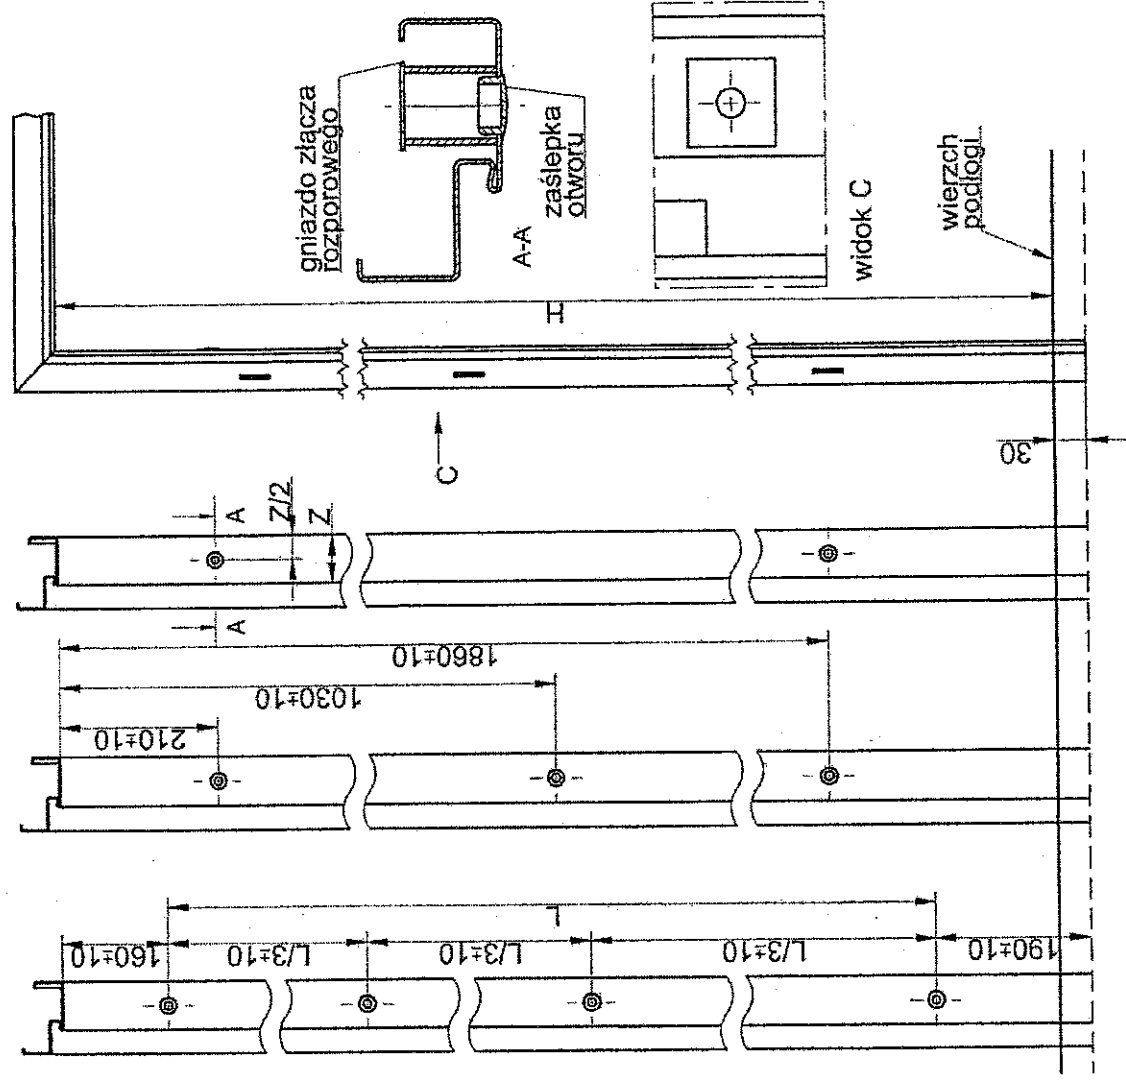 gniazdo złącza
rozporowego
zaślepka
otworu
A-A
widok C
wierzch
podłogi
H
C
30
A
Z/2
Z
A
1860±10
1030±10
210±10
L
160±10
L/3±10
L/3±10
L/3±10
190±10